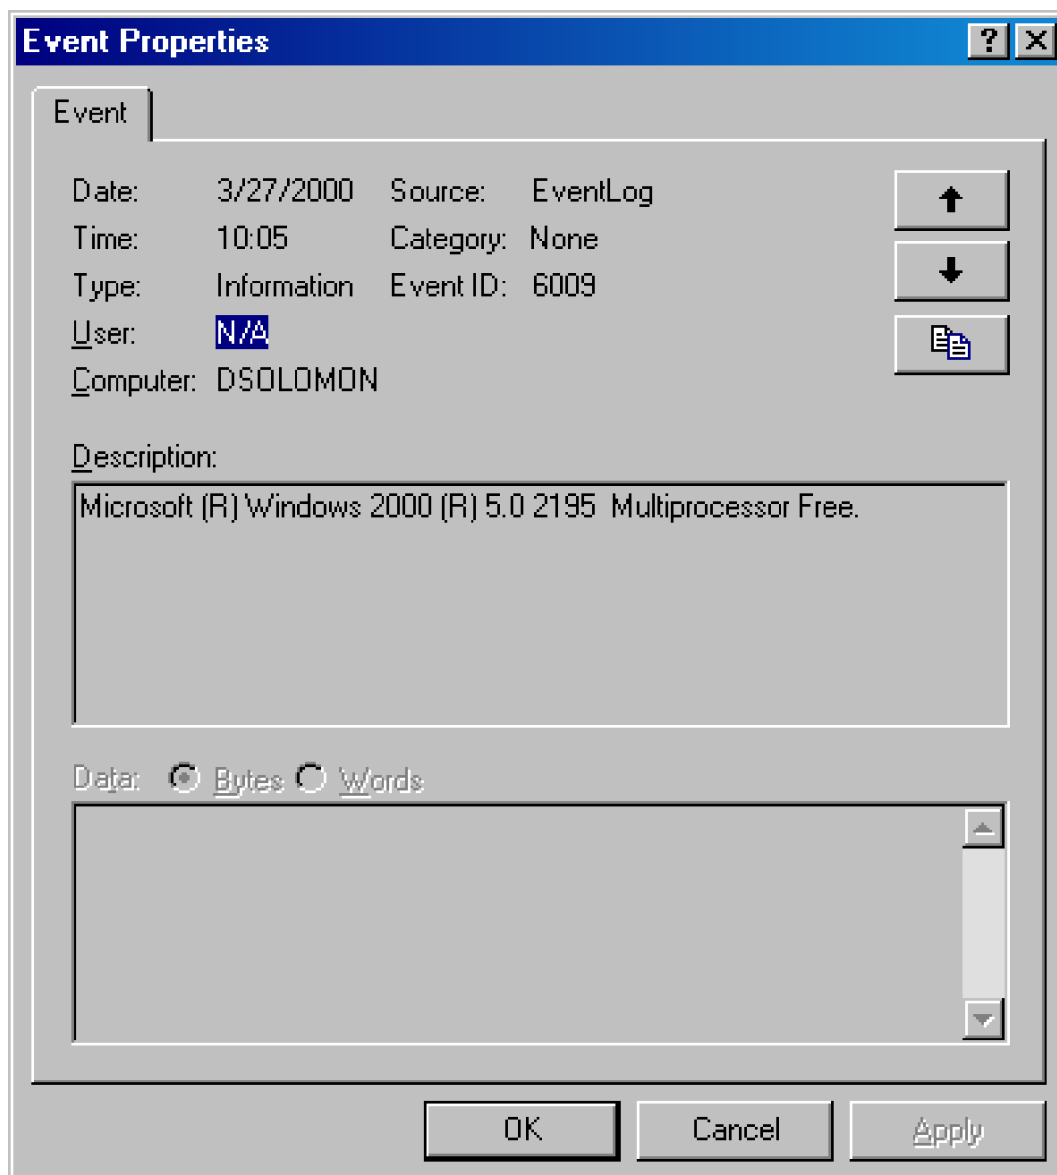 Event Properties
Event
Date: 3/27/2000 Source: EventLog
Time: 10:05 Category: None
Type: Information Event ID: 6009
User: N/A
Computer: DSOLOMON
Description:
Microsoft (R) Windows 2000 (R) 5.0 2195 Multiprocessor Free.
Data: Bytes Words
OK Cancel Apply